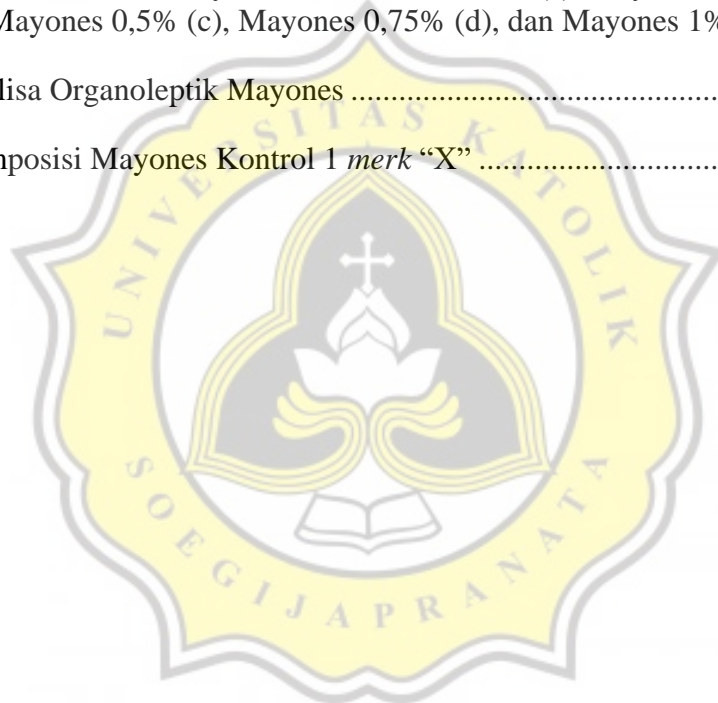 Mayones 0,5% (c), Mayones 0,75% (d), dan Mayones 1%
lisa Organoleptik Mayones ........................................
mposisi Mayones Kontrol 1 merk “X” ..........................
UNIVERSITAS KATOLIK
SOEGIJAPRANATA